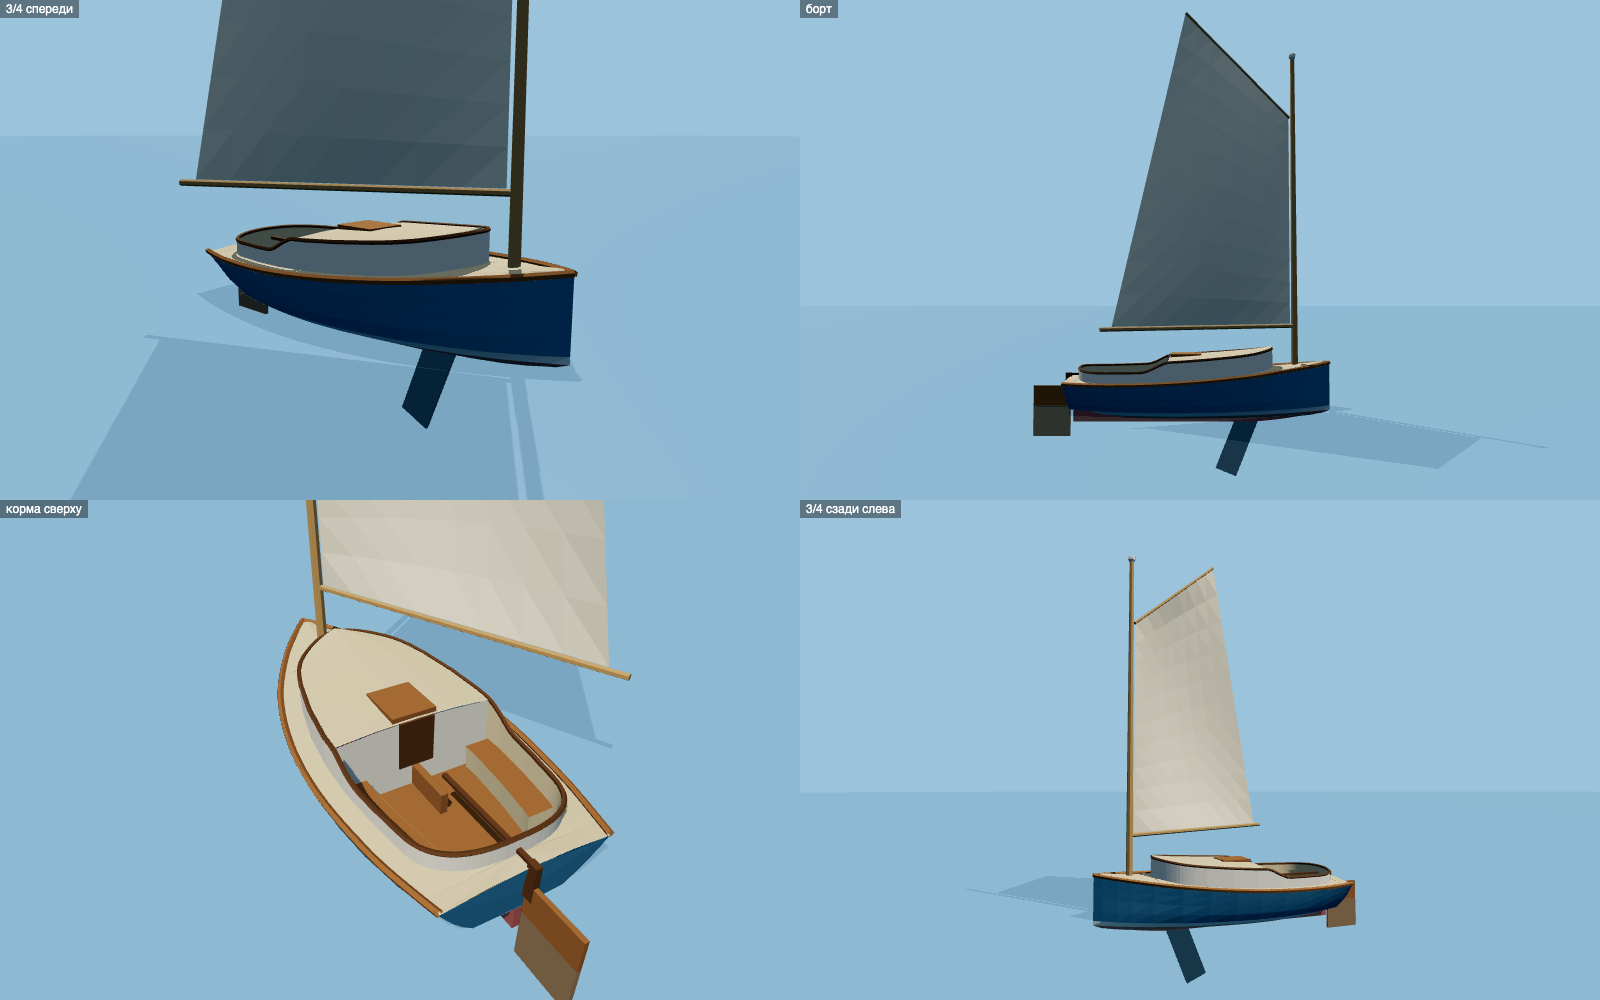 3/4 спереди
борт
корма сверху
3/4 сзади слева